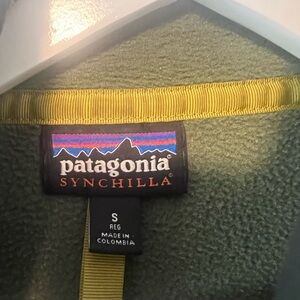 patagonia®
SYNCHILLA®
S
REG
MADE IN
COLOMBIA